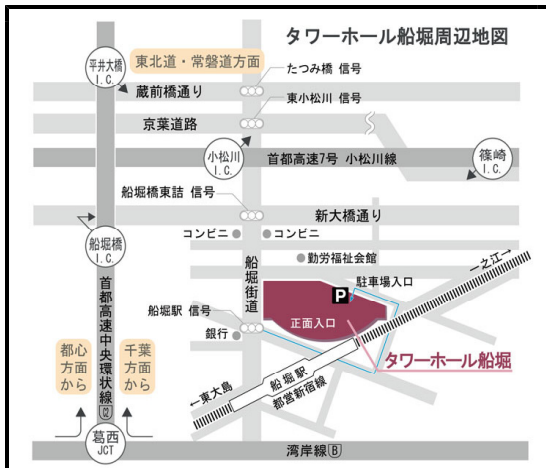 タワーホール船堀周辺地図
平井大橋
I.C.
東北道・常磐道方面
たつみ橋 信号
蔵前橋通り
東小松川 信号
京葉道路
小松川
I.C.
首都高速7号 小松川線
篠崎
I.C.
船堀橋東詰 信号
新大橋通り
コンビニ
コンビニ
船堀橋
I.C.
船堀街道
勤労福祉会館
一之江→
駐車場入口
P
首都高速中央環状線
C2
船堀駅 信号
正面入口
銀行
タワーホール船堀
都心
方面
から
千葉
方面
から
船堀駅
都営新宿線
←東大島
葛西
JCT
湾岸線B